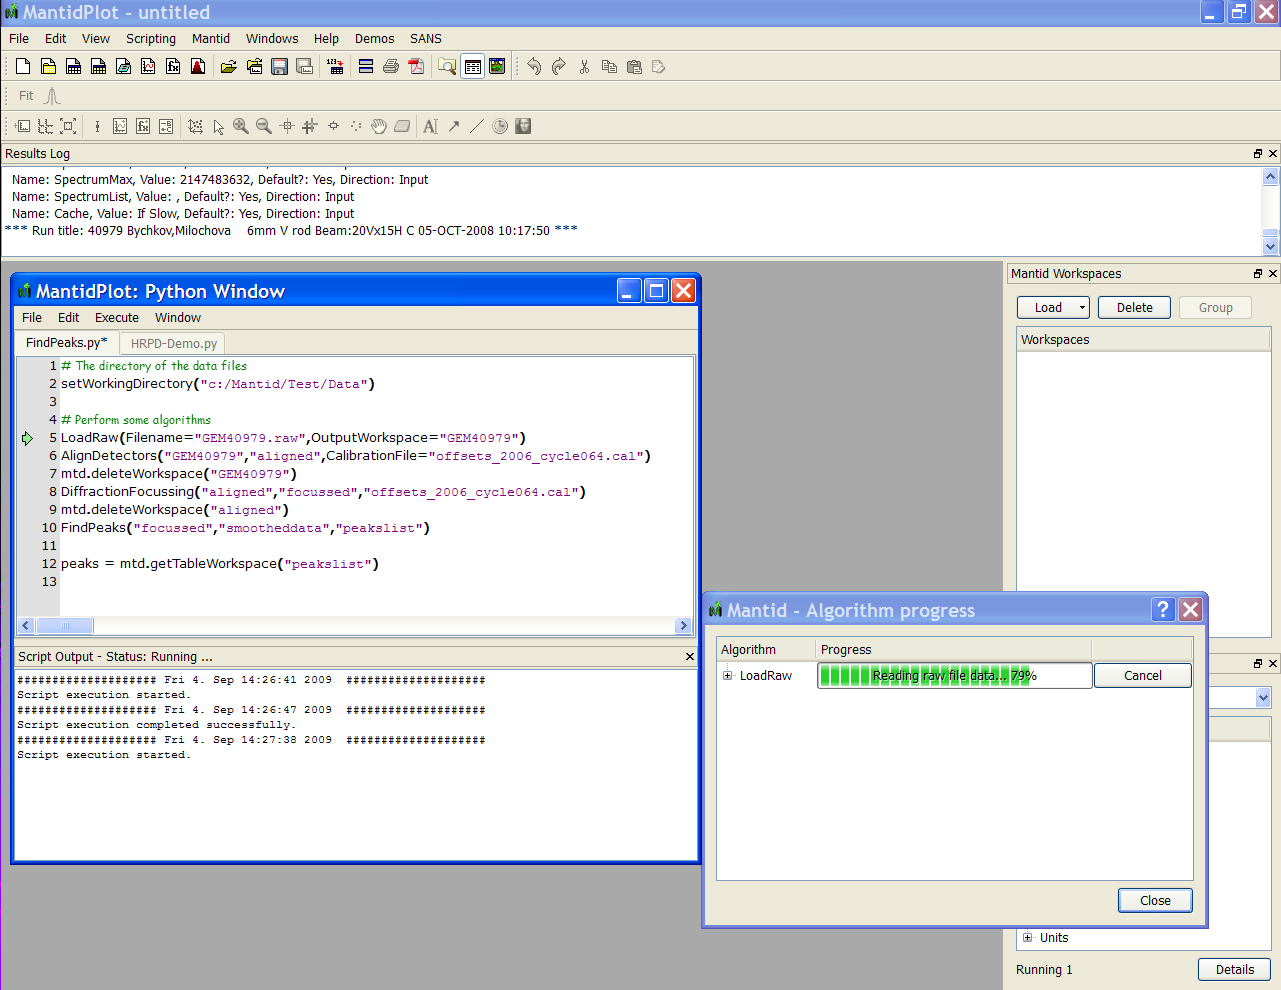 MantidPlot - untitled
File Edit View Scripting Mantid Windows Help Demos SANS
Fit
Results Log
Name: SpectrumMax, Value: 2147483632, Default?: Yes, Direction: Input
Name: SpectrumList, Value: , Default?: Yes, Direction: Input
Name: Cache, Value: If Slow, Default?: Yes, Direction: Input
*** Run title: 40979 Bychkov,Milochova    6mm V rod Beam:20Vx15H C 05-OCT-2008 10:17:50 ***
MantidPlot: Python Window
File Edit Execute Window
FindPeaks.py* HRPD-Demo.py
1 # The directory of the data files
2 setWorkingDirectory("c:/Mantid/Test/Data")
3
4 # Perform some algorithms
5 LoadRaw(Filename="GEM40979.raw",OutputWorkspace="GEM40979")
6 AlignDetectors("GEM40979","aligned",CalibrationFile="offsets_2006_cycle064.cal")
7 mtd.deleteWorkspace("GEM40979")
8 DiffractionFocussing("aligned","focussed","offsets_2006_cycle064.cal")
9 mtd.deleteWorkspace("aligned")
10 FindPeaks("focussed","smootheddata","peakslist")
11
12 peaks = mtd.getTableWorkspace("peakslist")
13
Script Output - Status: Running ...
#################### Fri 4. Sep 14:26:41 2009  ####################
Script execution started.
#################### Fri 4. Sep 14:26:47 2009  ####################
Script execution completed successfully.
#################### Fri 4. Sep 14:27:38 2009  ####################
Script execution started.
Mantid Workspaces
Load Delete Group
Workspaces
Mantid - Algorithm progress
Algorithm Progress
LoadRaw Reading raw file data... 79% Cancel
Close
Units
Running 1 Details